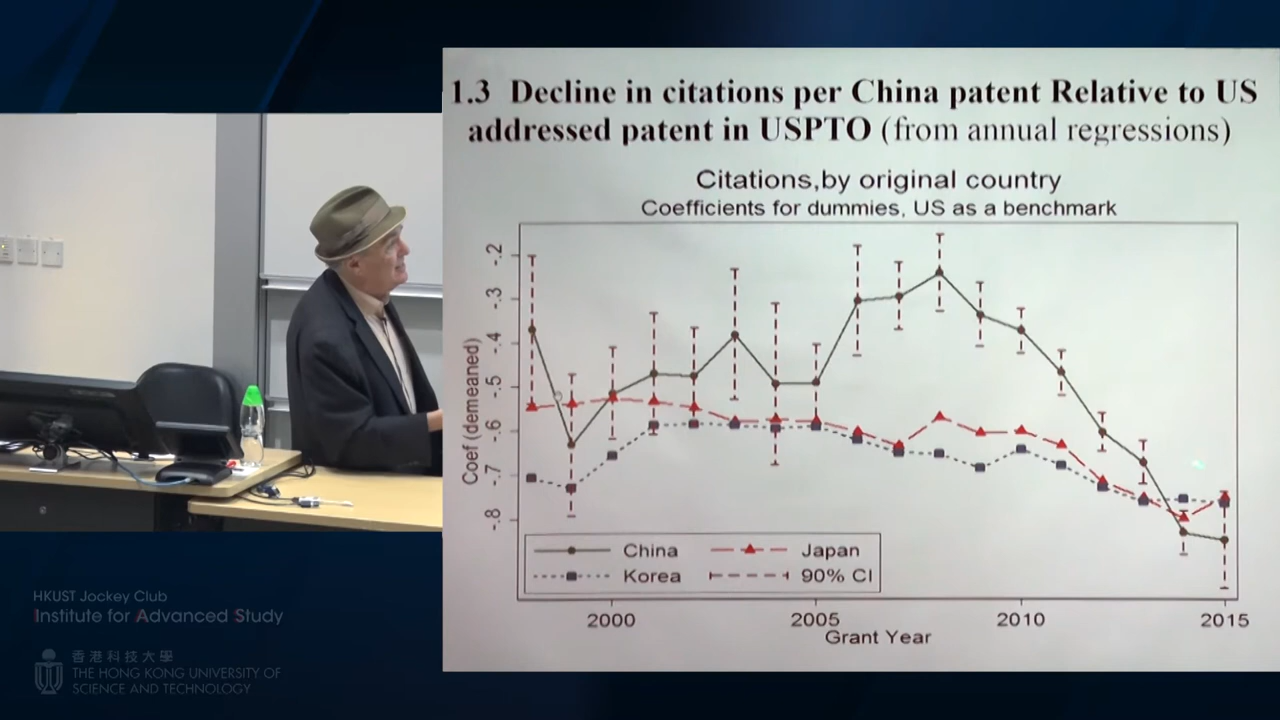 1.3 Decline in citations per China patent Relative to US
addressed patent in USPTO (from annual regressions)
Citations,by original country
Coefficients for dummies, US as a benchmark
Coef (demeaned)
-.2
-.3
-.4
-.5
-.6
-.7
-.8
China
Japan
Korea
90% CI
2000
2005
2010
2015
Grant Year
HKUST Jockey Club
Institute for Advanced Study
香港科技大學
THE HONG KONG UNIVERSITY OF
SCIENCE AND TECHNOLOGY